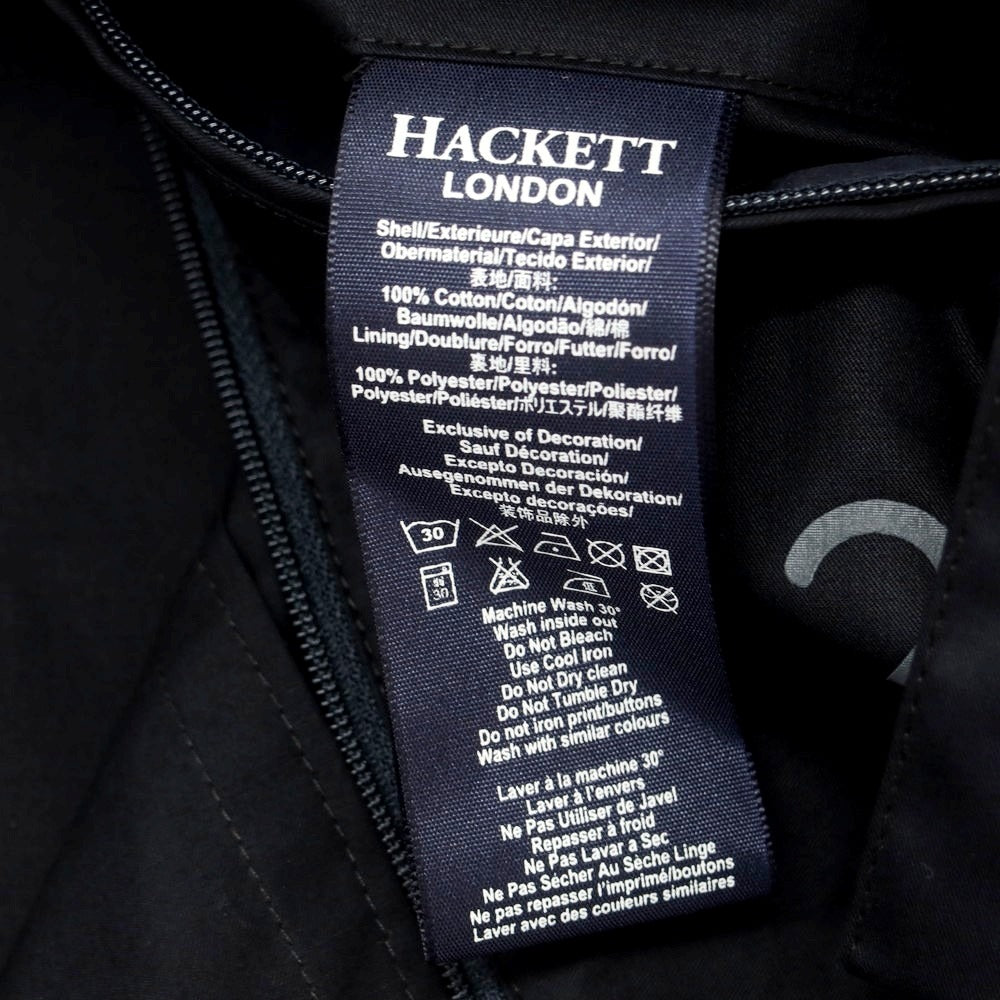 HACKETT
LONDON
Shell/Exterieure/Capa Exterior/
Obermaterial/Tecido Exterior/
表地/面料:
100% Cotton/Coton/Algodón/
Baumwolle/Algodão/綿/棉
Lining/Doublure/Forro/Futter/Forro/
裏地/里料:
100% Polyester/Polyester/Poliester/
Polyester/Poliéster/ポリエステル/聚酯纤维
Exclusive of Decoration/
Sauf Décoration/
Excepto Decoración/
Ausegenommen der Dekoration/
Excepto decorações/
装饰品除外
30
30
低
Machine Wash 30°
Wash inside out
Do Not Bleach
Use Cool Iron
Do Not Dry clean
Do Not Tumble Dry
Do not iron print/buttons
Wash with similar colours
Laver à la machine 30°
Laver à l'envers
Ne Pas Utiliser de Javel
Repasser à froid
Ne Pas Lavar a Sec
Ne Pas Sécher Au Sèche Linge
Ne pas repasser l'imprimé/boutons
Laver avec des couleurs similaires